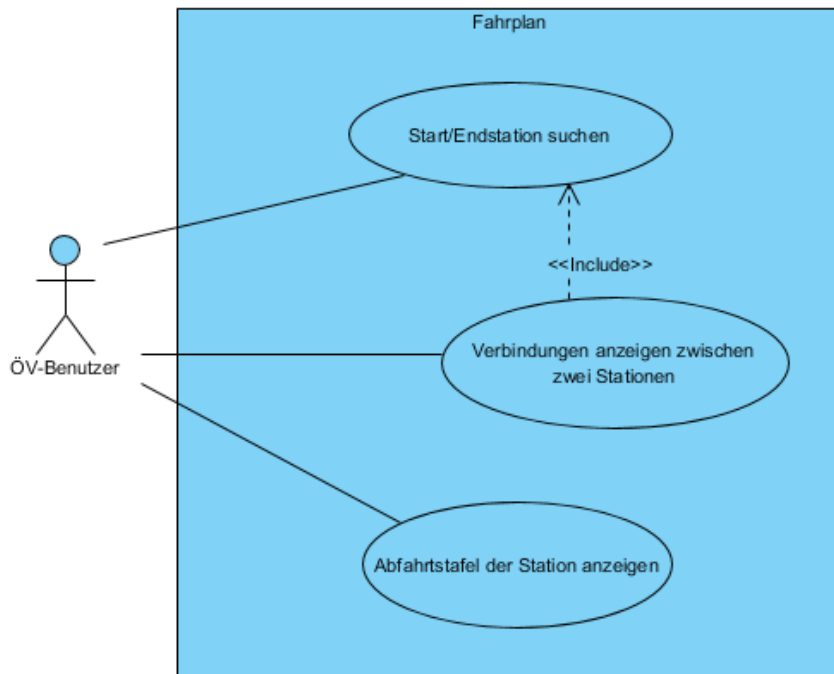 Fahrplan
Start/Endstation suchen
<<Include>>
Verbindungen anzeigen zwischen
zwei Stationen
ÖV-Benutzer
Abfahrtstafel der Station anzeigen